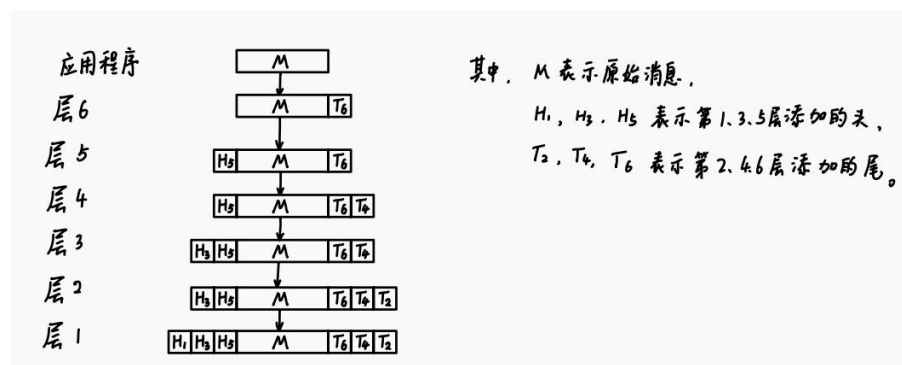 应用程序
M
层6
M T₆
层5
H₅ M T₆
层4
H₅ M T₆ T₄
层3
H₃ H₅ M T₆ T₄
层2
H₃ H₅ M T₆ T₄ T₂
层1
H₁ H₃ H₅ M T₆ T₄ T₂
其中, M 表示原始消息,
H₁, H₃, H₅ 表示第1.3.5层添加的头,
T₂, T₄, T₆ 表示第2、4.6层添加的尾。